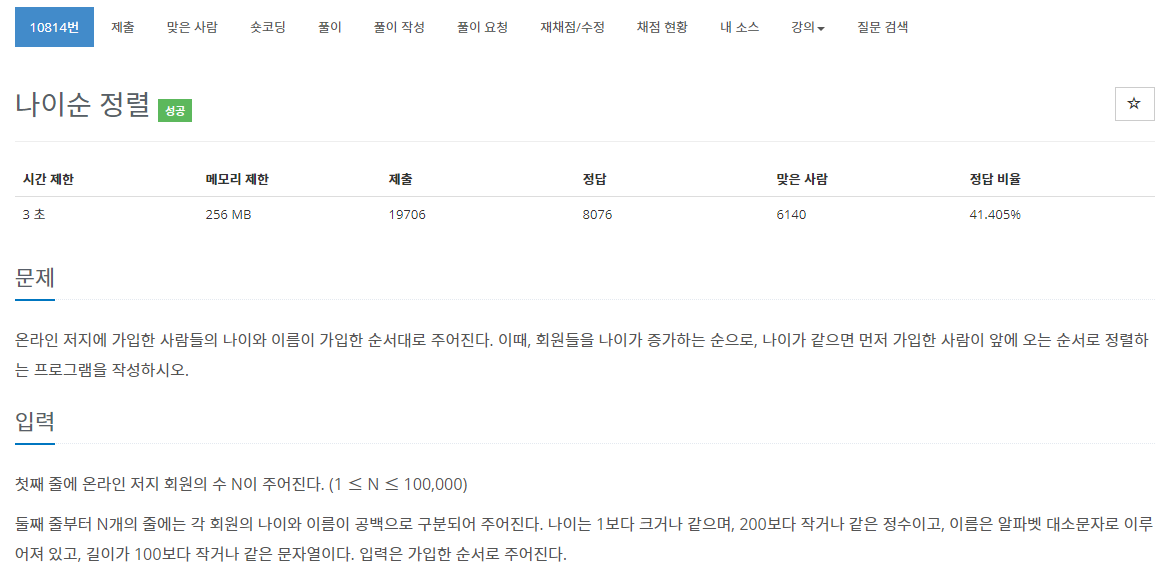 10814번 제출 맞은 사람 숏코딩 풀이 풀이 작성 풀이 요청 재채점/수정 채점 현황 내 소스 강의 질문 검색
나이순 정렬 성공
시간 제한 메모리 제한 제출 정답 맞은 사람 정답 비율
3 초 256 MB 19706 8076 6140 41.405%
문제
온라인 저지에 가입한 사람들의 나이와 이름이 가입한 순서대로 주어진다. 이때, 회원들을 나이가 증가하는 순으로, 나이가 같으면 먼저 가입한 사람이 앞에 오는 순서로 정렬하
는 프로그램을 작성하시오.
입력
첫째 줄에 온라인 저지 회원의 수 N이 주어진다. (1 ≤ N ≤ 100,000)
둘째 줄부터 N개의 줄에는 각 회원의 나이와 이름이 공백으로 구분되어 주어진다. 나이는 1보다 크거나 같으며, 200보다 작거나 같은 정수이고, 이름은 알파벳 대소문자로 이루
어져 있고, 길이가 100보다 작거나 같은 문자열이다. 입력은 가입한 순서로 주어진다.